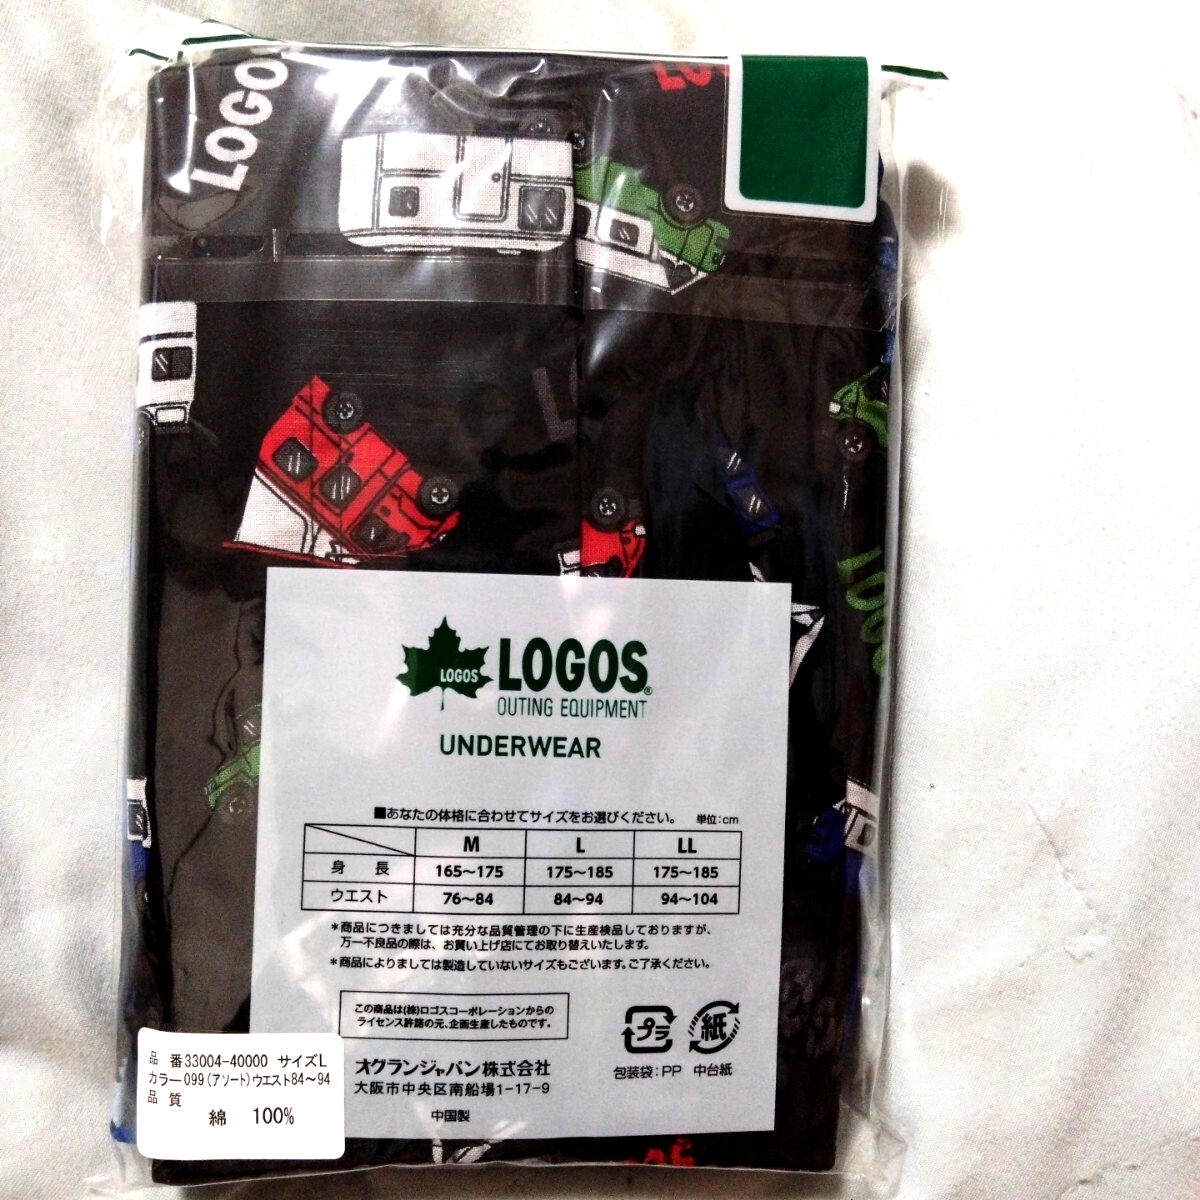 LOGO
LOGOS
LOGOS®
OUTING EQUIPMENT
UNDERWEAR
■あなたの体格に合わせてサイズをお選びください。 単位:cm
M L LL
身 長 165〜175 175〜185 175〜185
ウエスト 76〜84 84〜94 94〜104
*商品につきましては充分な品質管理の下に生産検品しておりますが、
万一不良品の際は、お買い上げ店にてお取り替えいたします。
*商品によりましては製造していないサイズもございます。ご了承ください。
この商品は(株)ロゴスコーポレーションからの
ライセンス許諾の元、企画生産したものです。
プラ 紙
包装袋:PP 中台紙
オグランジャパン株式会社
大阪市中央区南船場1-17-9
中国製
品 番33004-40000 サイズL
カラー099(アソート)ウエスト84〜94
品 質
綿 100%